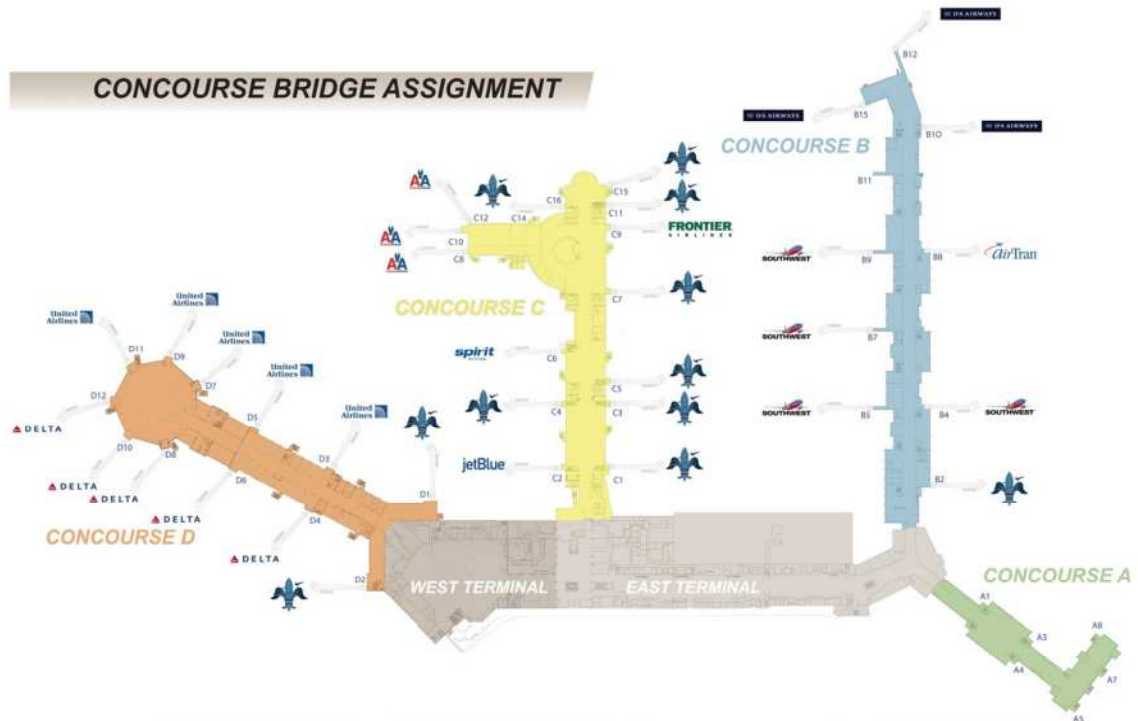 CONCOURSE BRIDGE ASSIGNMENT
US AIRWAYS
B12
US AIRWAYS
B15
B10
US AIRWAYS
CONCOURSE B
B11
AA
C16
C15
C12
C14
C11
AA
C10
C9
FRONTIER
AIRLINES
AA
C8
SOUTHWEST
B9
B8
airTran
CONCOURSE C
C7
United
Airlines
United
Airlines
United
Airlines
United
Airlines
United
Airlines
D11
D9
D7
D12
D5
spirit
C6
SOUTHWEST
B7
C5
C4
C3
SOUTHWEST
B5
B4
SOUTHWEST
DELTA
D10
D8
D3
D6
jetBlue
C2
C1
B2
DELTA
DELTA
DELTA
D1
D4
CONCOURSE D
DELTA
D2
WEST TERMINAL
EAST TERMINAL
CONCOURSE A
A1
A3
A4
A6
A7
A5